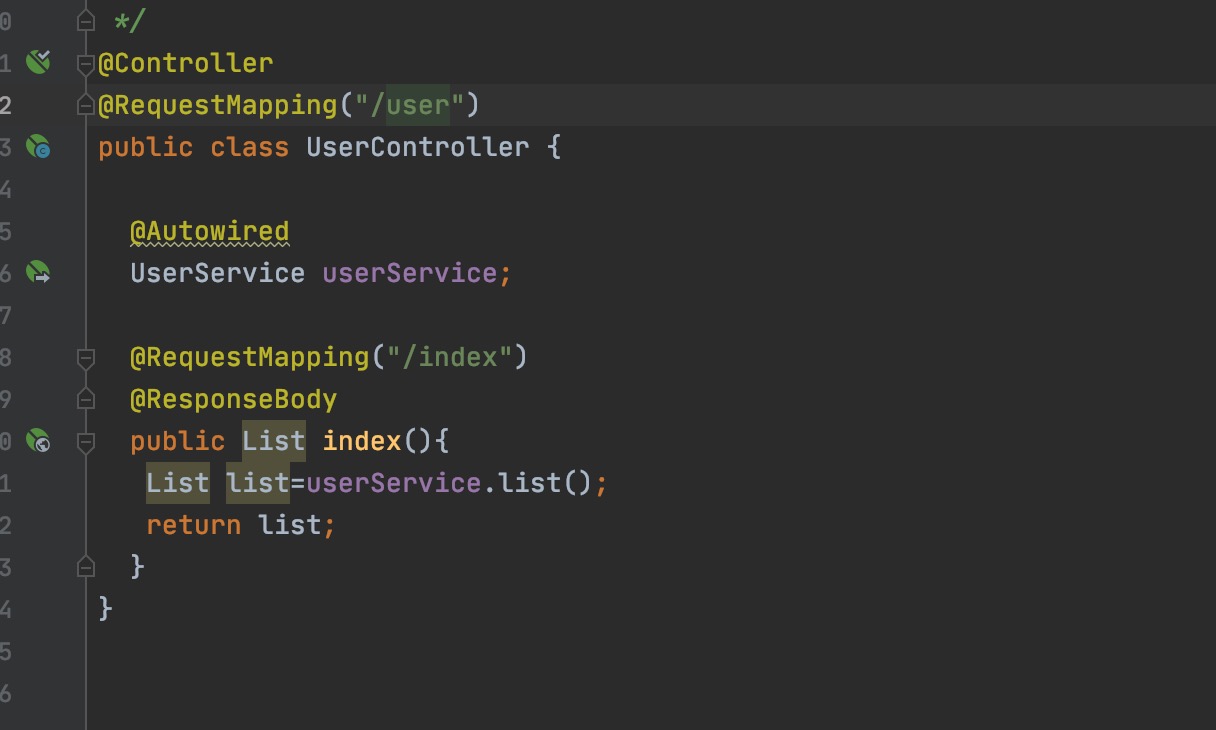 0 */
1 @Controller
2 @RequestMapping("/user")
3 public class UserController {
4
5 @Autowired
6 UserService userService;
7
8 @RequestMapping("/index")
9 @ResponseBody
0 public List index(){
1 List list=userService.list();
2 return list;
3 }
4 }
5
6